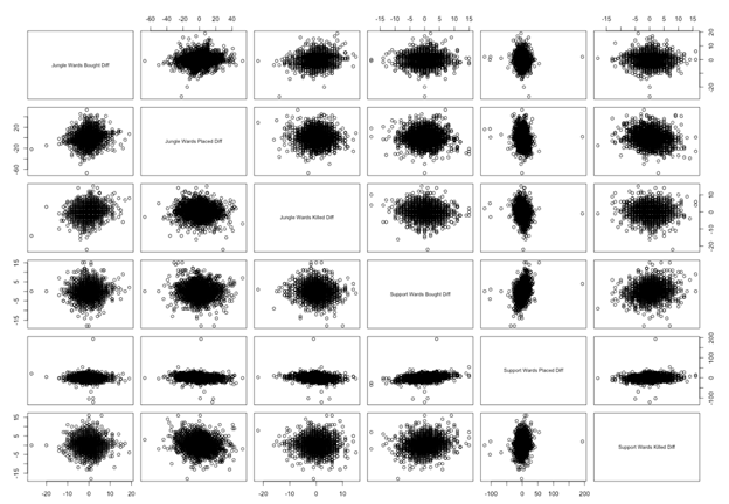 -60 -40 -20 0 20 40
-15 -10 -5 0 5 10 15
-15 -5 0 5 10
Jungle Wards Bought Diff
-20 0 10 20
-60 -20 20
Jungle Wards Placed Diff
Jungle Wards Killed Diff
-20 -10 0 10
-15 -5 5 15
Support Wards Bought Diff
Support Wards Placed Diff
-100 0 100 200
-15 -5 5 15
Support Wards Killed Diff
-20 -10 0 10 20
-20 -10 0 10
-100 0 50 100 200